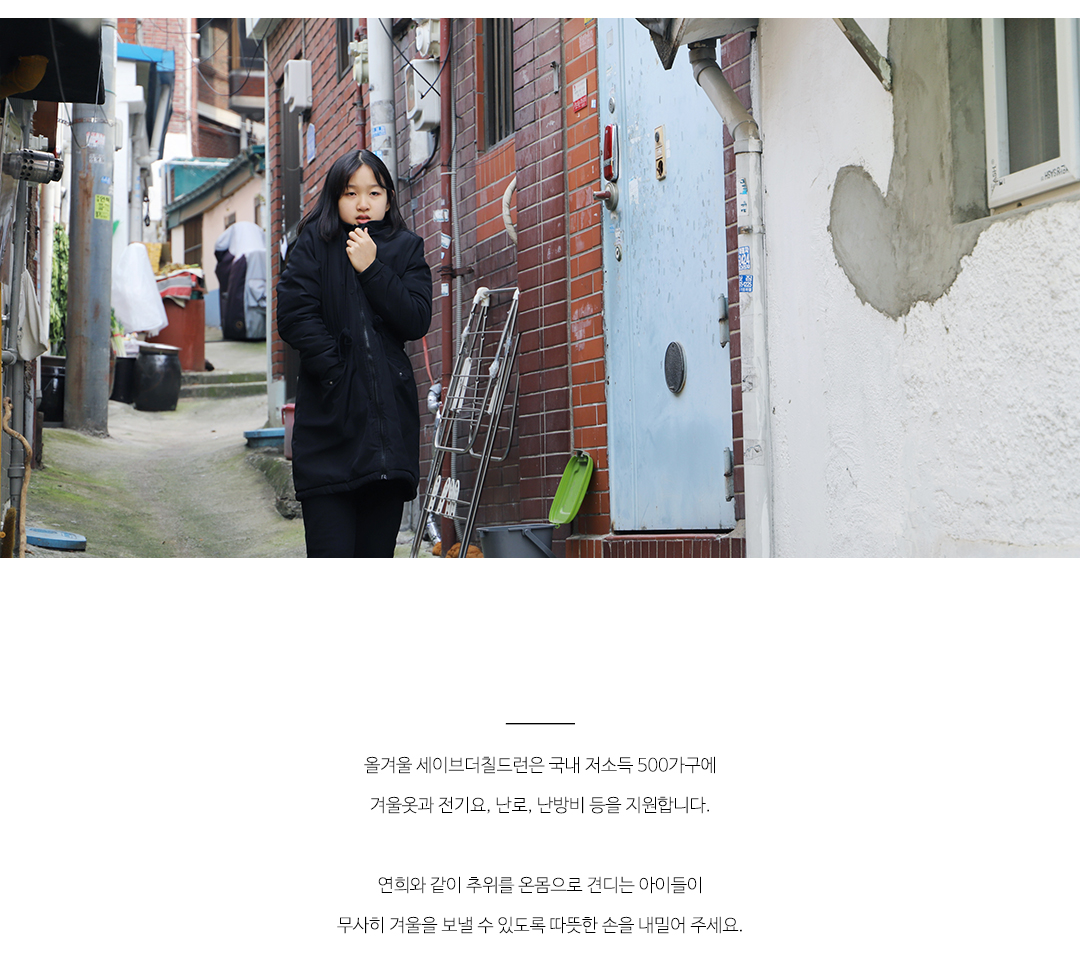 올겨울 세이브더칠드런은 국내 저소득 500가구에
겨울옷과 전기요, 난로, 난방비 등을 지원합니다.
연희와 같이 추위를 온몸으로 견디는 아이들이
무사히 겨울을 보낼 수 있도록 따뜻한 손을 내밀어 주세요.